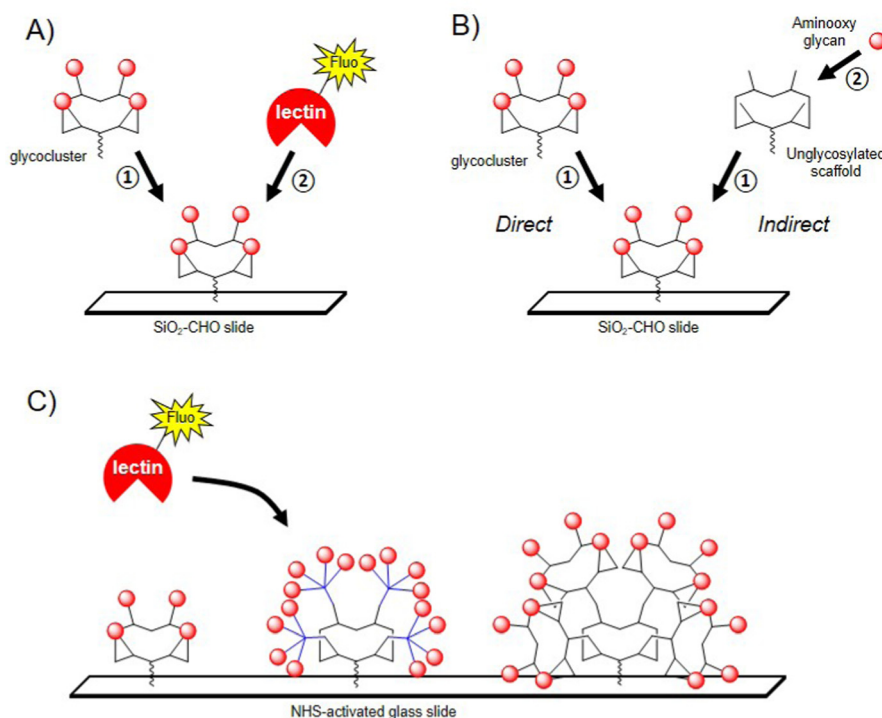 A)
Fluo
lectin
glycocluster
①
②
SiO₂-CHO slide
B)
Aminooxy
glycan
②
glycocluster
Unglycosylated
scaffold
①
①
Direct
Indirect
SiO₂-CHO slide
C)
Fluo
lectin
NHS-activated glass slide